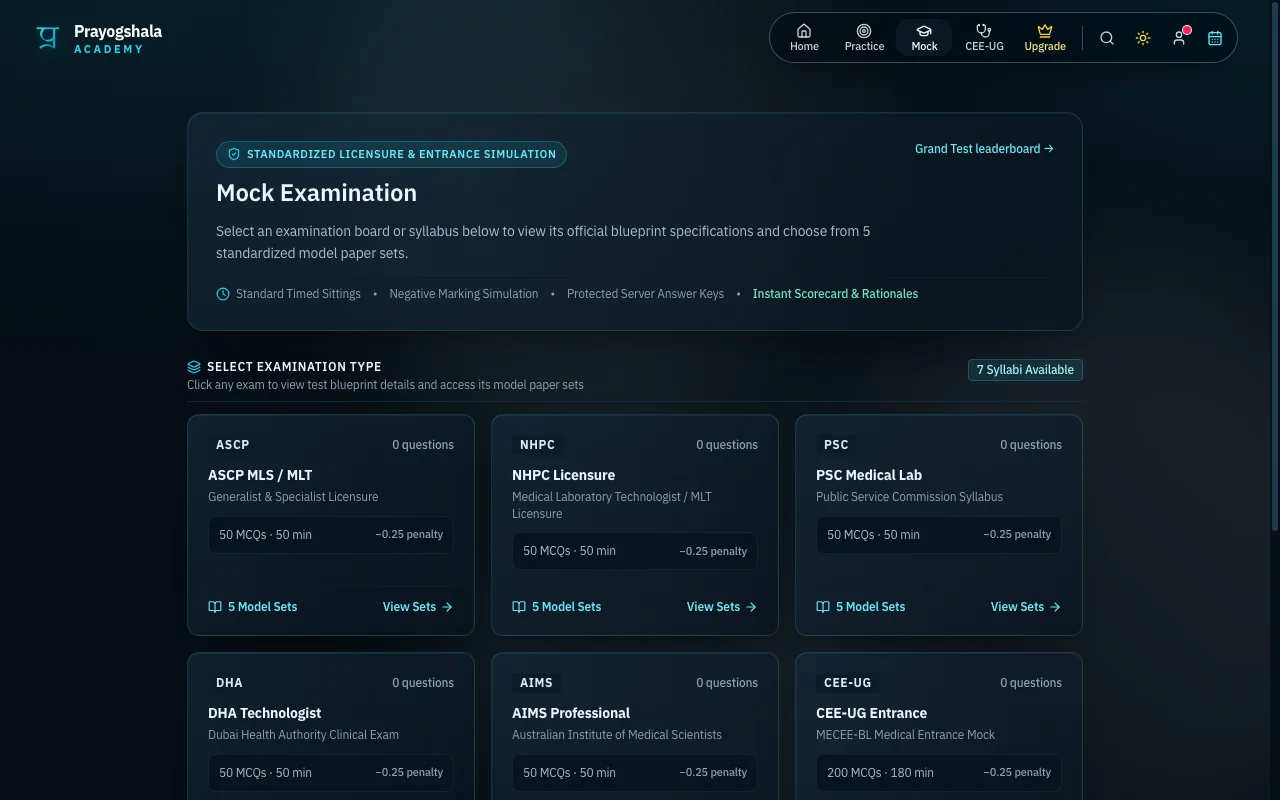 Prayogshala
ACADEMY
Home
Practice
Mock
CEE-UG
Upgrade
STANDARDIZED LICENSURE & ENTRANCE SIMULATION
Grand Test leaderboard →
Mock Examination
Select an examination board or syllabus below to view its official blueprint specifications and choose from 5
standardized model paper sets.
Standard Timed Sittings • Negative Marking Simulation • Protected Server Answer Keys • Instant Scorecard & Rationales
SELECT EXAMINATION TYPE
Click any exam to view test blueprint details and access its model paper sets
7 Syllabi Available
ASCP
0 questions
ASCP MLS / MLT
Generalist & Specialist Licensure
50 MCQs · 50 min
−0.25 penalty
5 Model Sets
View Sets →
NHPC
0 questions
NHPC Licensure
Medical Laboratory Technologist / MLT
Licensure
50 MCQs · 50 min
−0.25 penalty
5 Model Sets
View Sets →
PSC
0 questions
PSC Medical Lab
Public Service Commission Syllabus
50 MCQs · 50 min
−0.25 penalty
5 Model Sets
View Sets →
DHA
0 questions
DHA Technologist
Dubai Health Authority Clinical Exam
50 MCQs · 50 min
−0.25 penalty
AIMS
0 questions
AIMS Professional
Australian Institute of Medical Scientists
50 MCQs · 50 min
−0.25 penalty
CEE-UG
0 questions
CEE-UG Entrance
MECEE-BL Medical Entrance Mock
200 MCQs · 180 min
−0.25 penalty